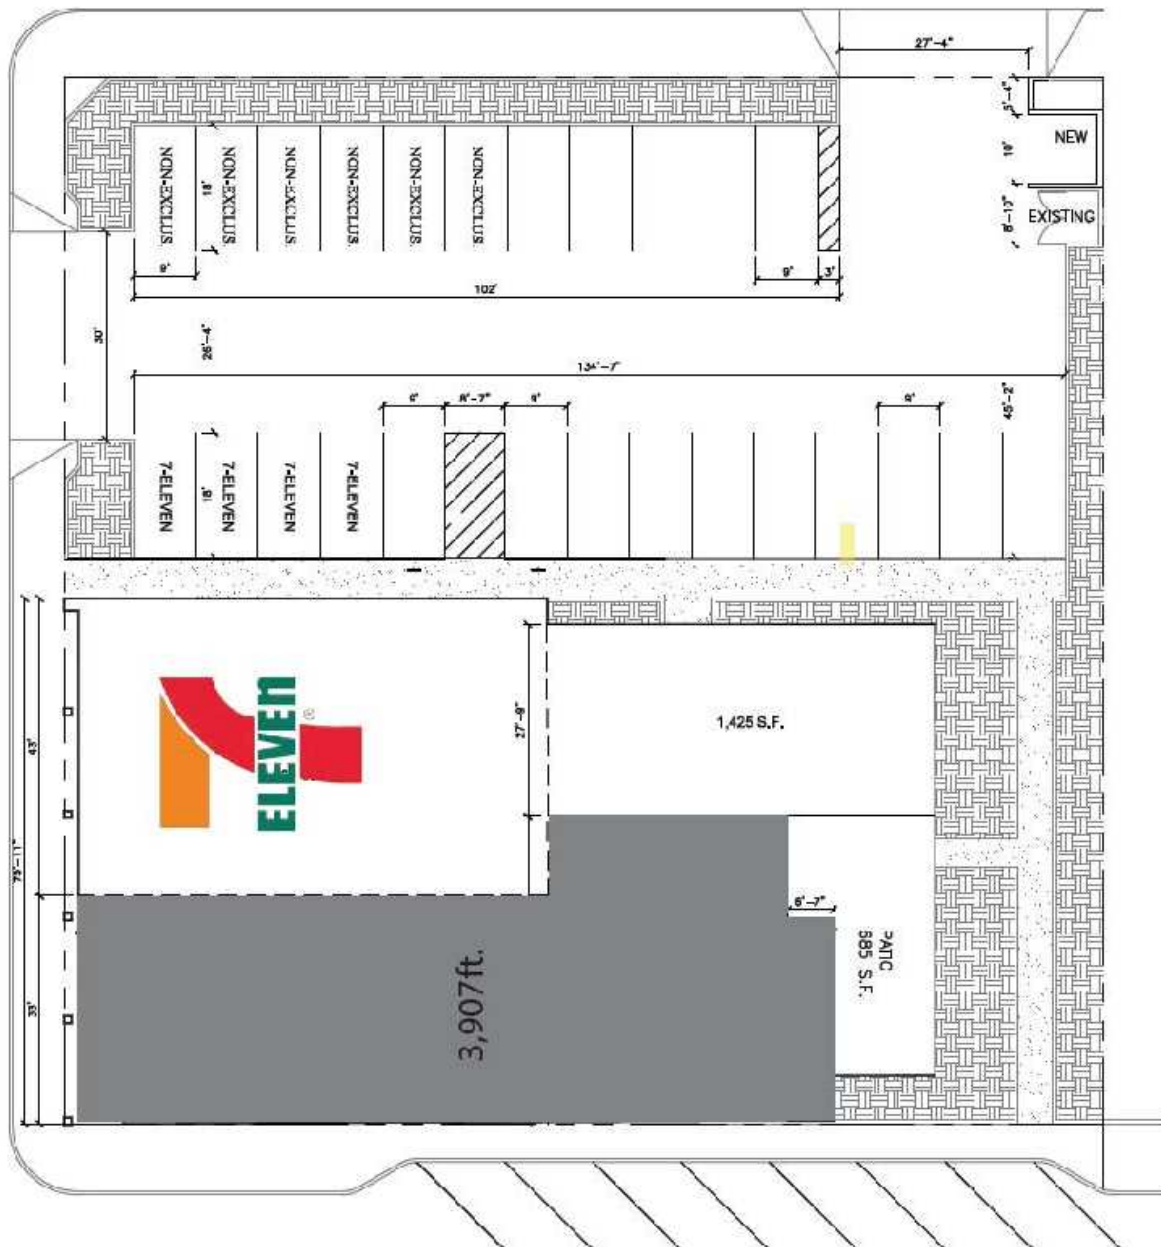 27'-4"
5'-4"
NEW
10'
EXISTING
NON-EXCLUS.
NON-EXCLUS.
NON-EXCLUS.
NON-EXCLUS.
NON-EXCLUS.
NON-EXCLUS.
18'
9'
9'
3'
102'
30'
26'-4"
134'-7"
45'-2"
9'
8'-7"
9'
9'
7-ELEVEN
7-ELEVEN
7-ELEVEN
7-ELEVEN
18'
43'
75'-11"
ELEVEn
®
27'-9"
1,425 S.F.
6'-7"
PATIO
685 S.F.
3,907ft.
33'